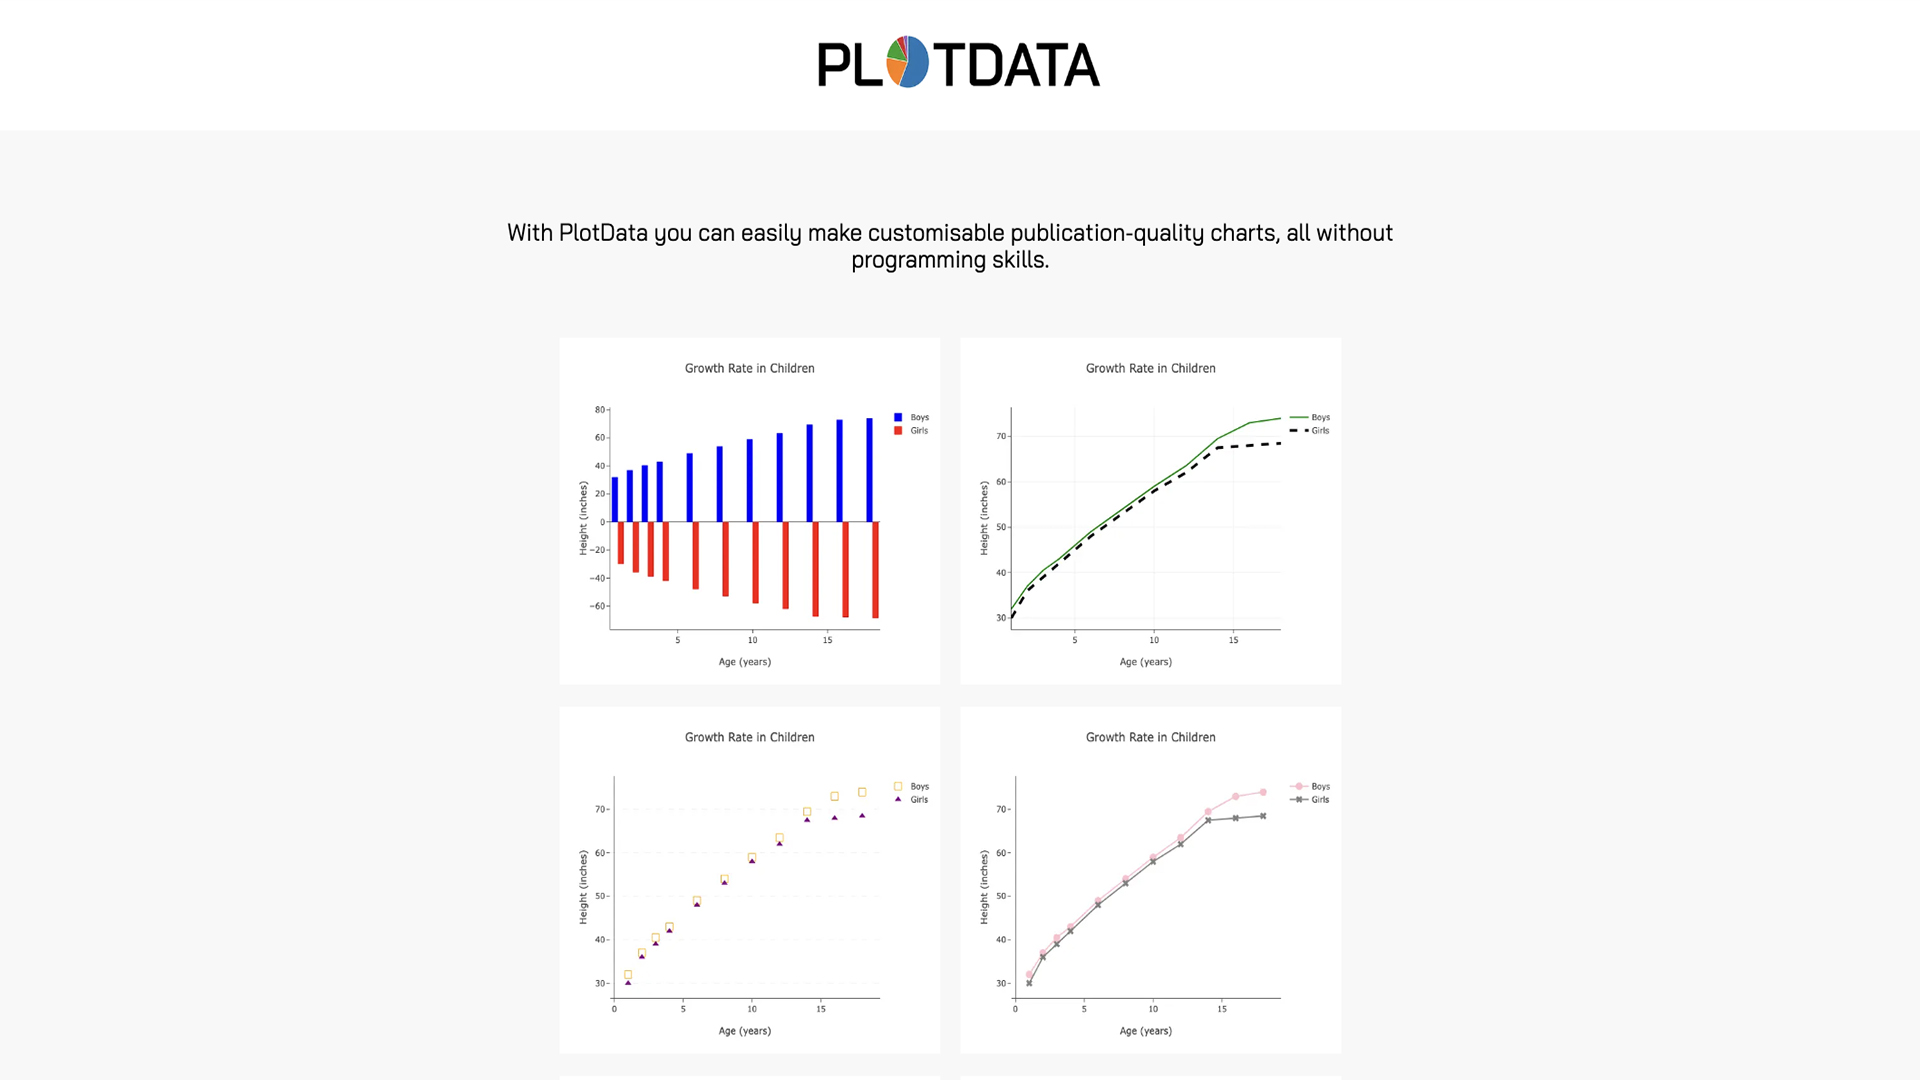 PLOTDATA
With PlotData you can easily make customisable publication-quality charts, all without
programming skills.
Growth Rate in Children
80
60
40
20
0
−20
−40
−60
Height (inches)
5 10 15
Age (years)
Boys
Girls
Growth Rate in Children
70
60
50
40
30
Height (inches)
5 10 15
Age (years)
Boys
Girls
Growth Rate in Children
70
60
50
40
30
Height (inches)
0 5 10 15
Age (years)
Boys
Girls
Growth Rate in Children
70
60
50
40
30
Height (inches)
0 5 10 15
Age (years)
Boys
Girls